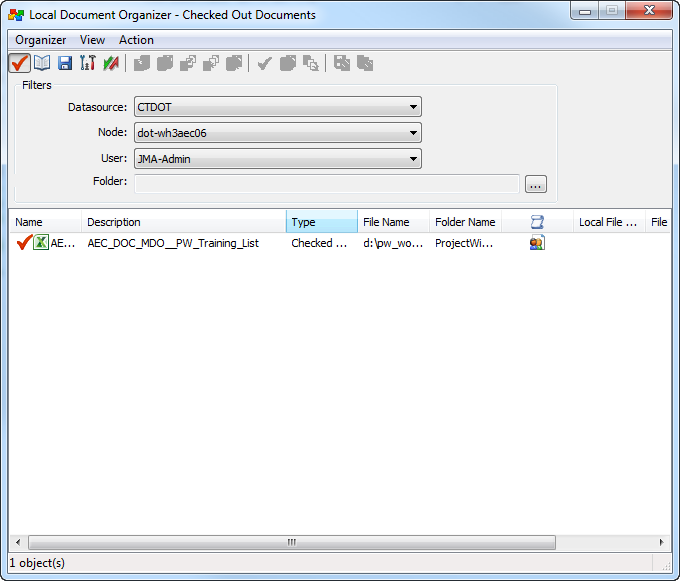 Local Document Organizer - Checked Out Documents
Organizer View Action
Filters
Datasource: CTDOT
Node: dot-wh3aec06
User: JMA-Admin
Folder: ...
Name Description Type File Name Folder Name Local File ... File
AE... AEC_DOC_MDO__PW_Training_List Checked ... d:\pw_wo... ProjectWi...
1 object(s)